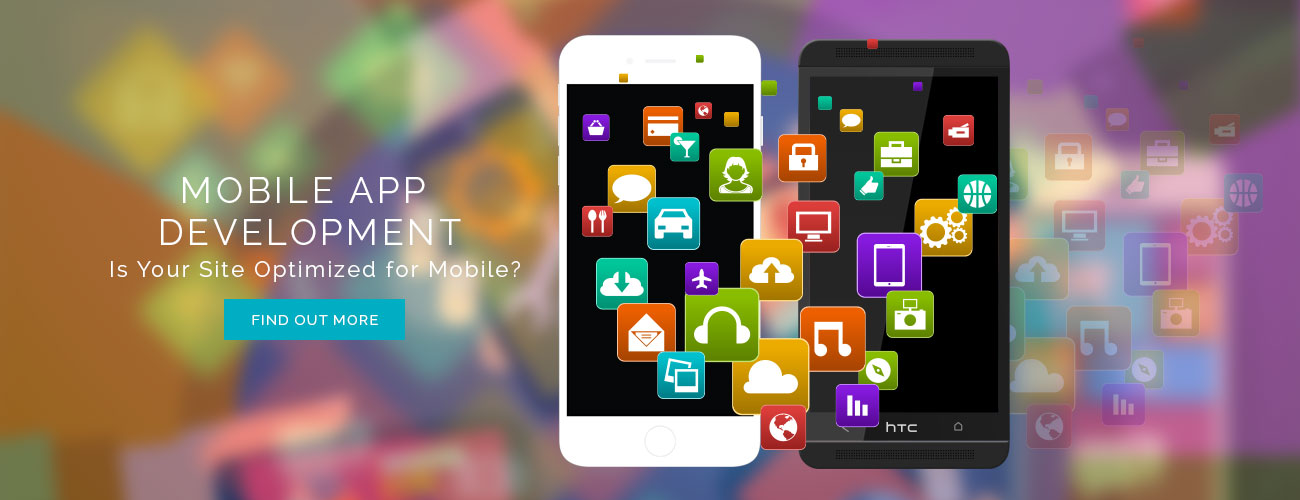 MOBILE APP
DEVELOPMENT
Is Your Site Optimized for Mobile?
FIND OUT MORE
hTC